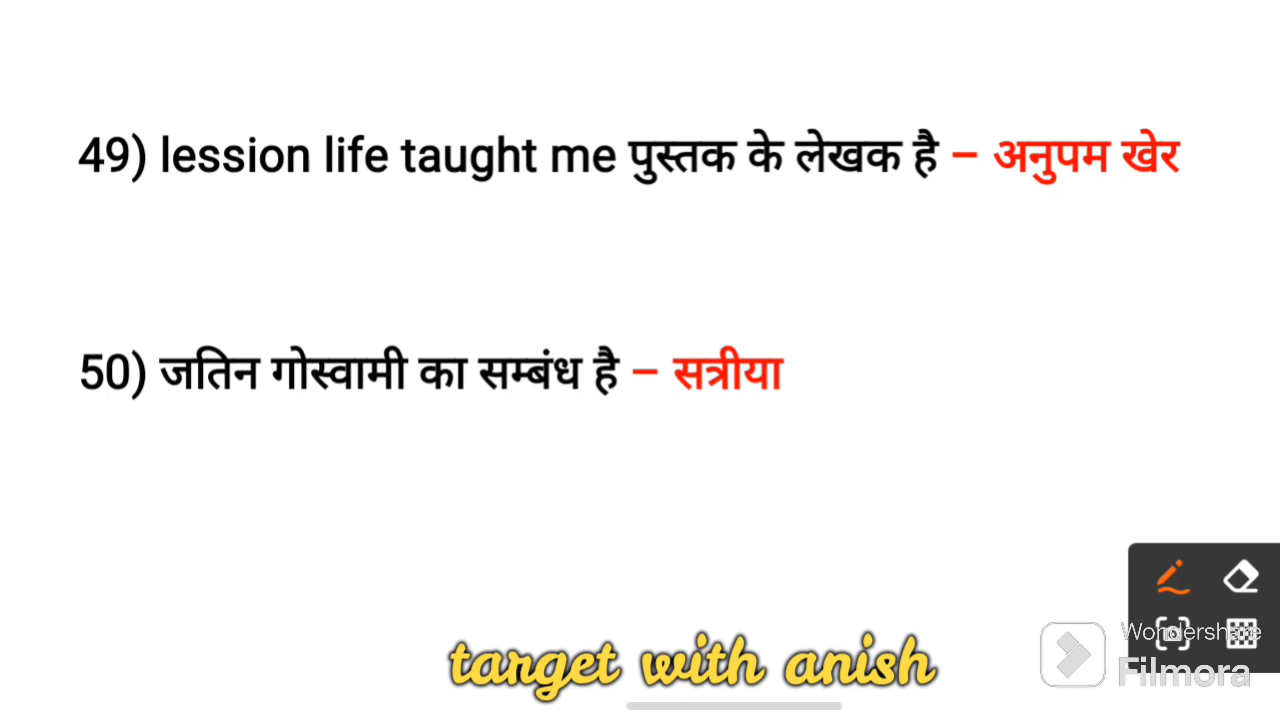 49) lession life taught me पुस्तक के लेखक है – अनुपम खेर
50) जतिन गोस्वामी का सम्बंध है – सत्रीया
target with anish
Wondershare
Filmora